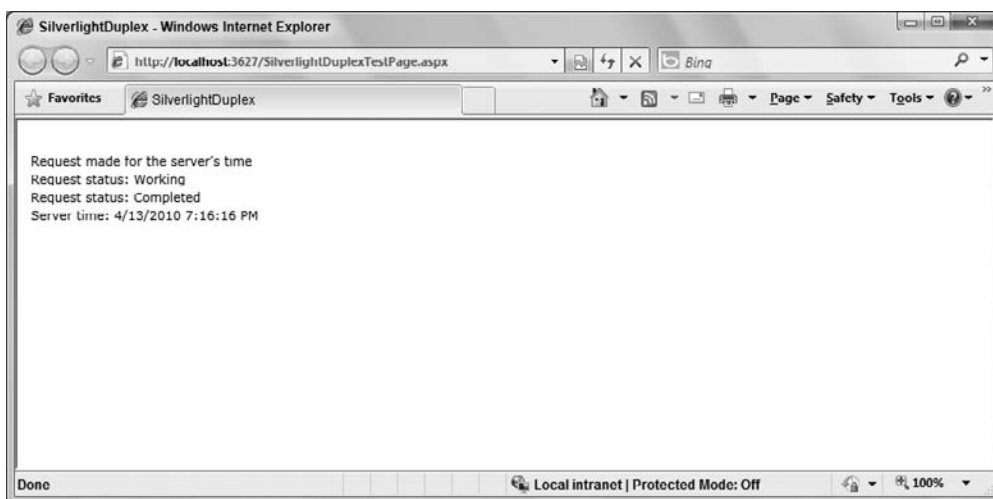 SilverlightDuplex - Windows Internet Explorer
http://localhost:3627/SilverlightDuplexTestPage.aspx
Bing
Favorites
SilverlightDuplex
Page
Safety
Tools
Request made for the server's time
Request status: Working
Request status: Completed
Server time: 4/13/2010 7:16:16 PM
Done
Local intranet | Protected Mode: Off
100%